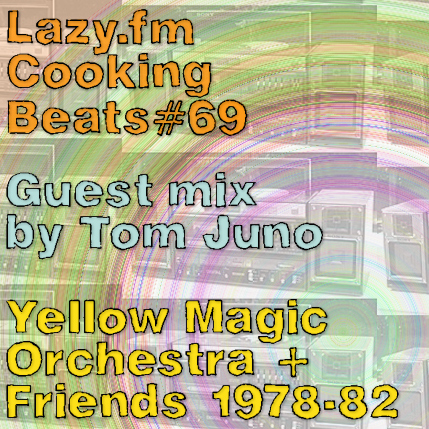 Lazy.fm
Cooking
Beats#69
Guest mix
by Tom Juno
Yellow Magic
Orchestra +
Friends 1978-82